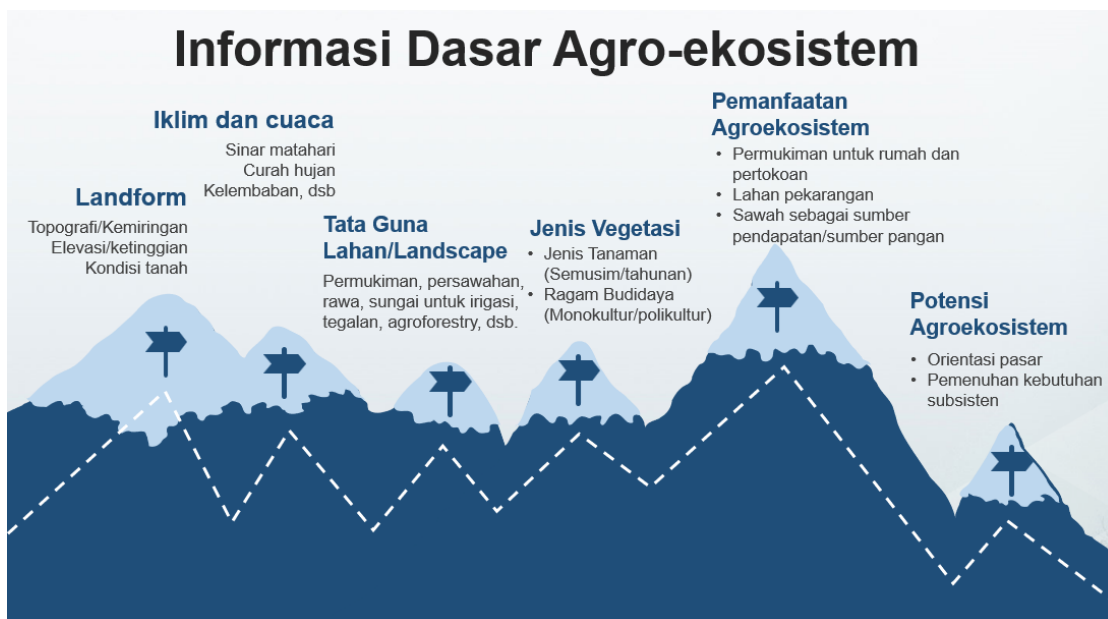 Informasi Dasar Agro-ekosistem
Landform
Topografi/Kemiringan
Elevasi/ketinggian
Kondisi tanah
Iklim dan cuaca
Sinar matahari
Curah hujan
Kelembaban, dsb
Tata Guna
Lahan/Landscape
Permukiman, persawahan,
rawa, sungai untuk irigasi,
tegalan, agroforestry, dsb.
Jenis Vegetasi
• Jenis Tanaman
(Semusim/tahunan)
• Ragam Budidaya
(Monokultur/polikultur)
Pemanfaatan
Agroekosistem
• Permukiman untuk rumah dan
pertokoan
• Lahan pekarangan
• Sawah sebagai sumber
pendapatan/sumber pangan
Potensi
Agroekosistem
• Orientasi pasar
• Pemenuhan kebutuhan
subsisten